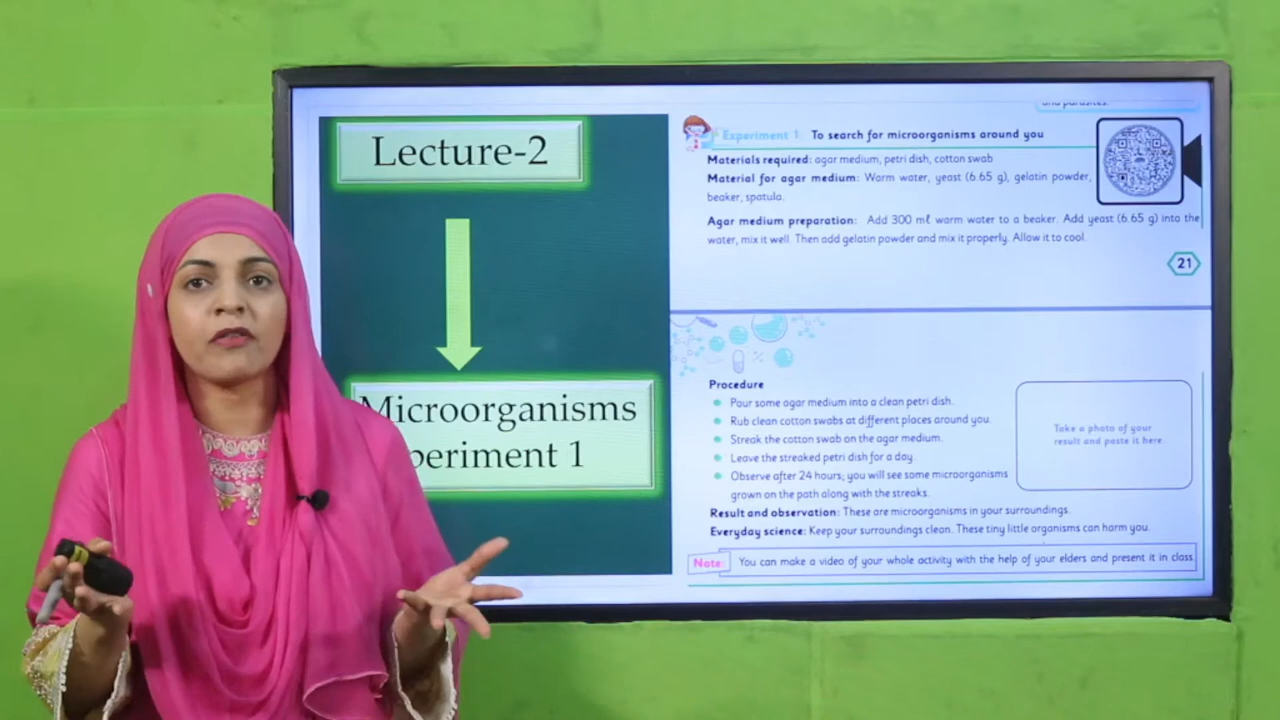 Lecture-2
Microorganisms
periment 1
and parasites.
Experiment 1 To search for microorganisms around you
Materials required: agar medium, petri dish, cotton swab
Material for agar medium: Warm water, yeast (6.65 g), gelatin powder,
beaker, spatula.
Agar medium preparation: Add 300 mℓ warm water to a beaker. Add yeast (6.65 g) into the
water, mix it well. Then add gelatin powder and mix it properly. Allow it to cool.
21
Procedure
Pour some agar medium into a clean petri dish.
Rub clean cotton swabs at different places around you.
Streak the cotton swab on the agar medium.
Leave the streaked petri dish for a day.
Observe after 24 hours; you will see some microorganisms
grown on the path along with the streaks.
Take a photo of your
result and paste it here
Result and observation: These are microorganisms in your surroundings.
Everyday science: Keep your surroundings clean. These tiny little organisms can harm you.
Note: You can make a video of your whole activity with the help of your elders and present it in class.